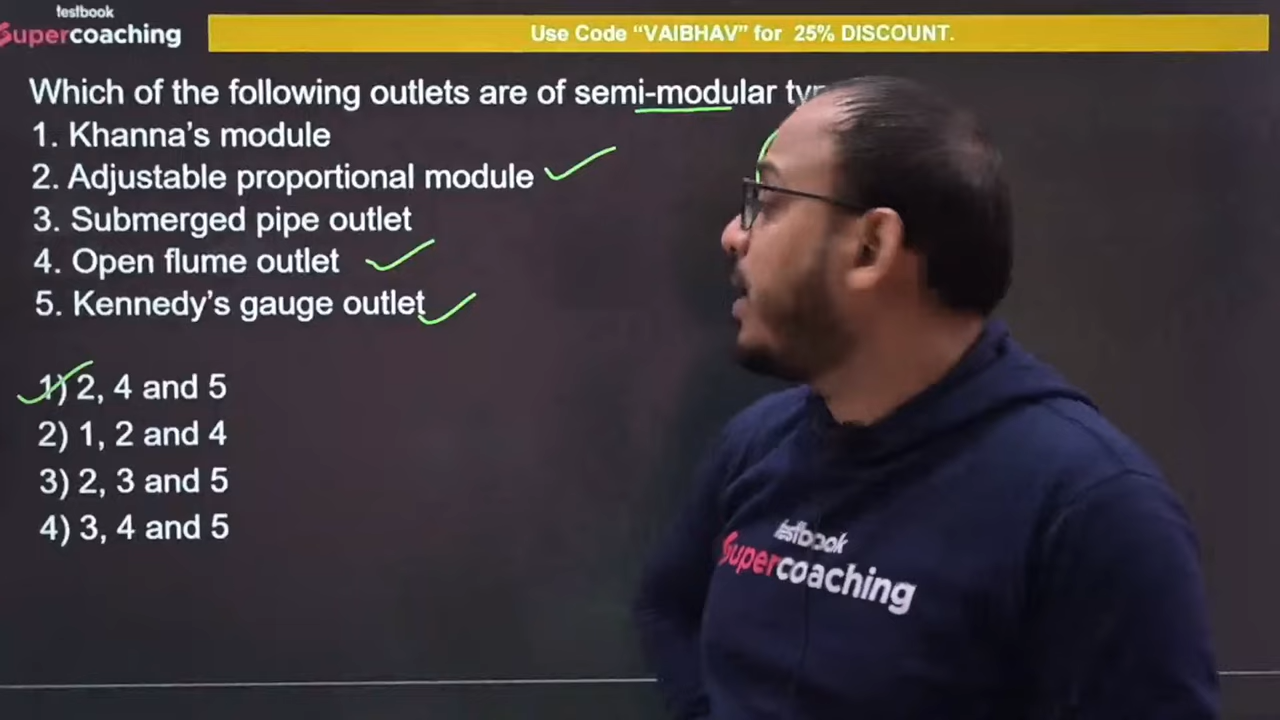 testbook
Supercoaching
Use Code “VAIBHAV” for 25% DISCOUNT.
Which of the following outlets are of semi-modular
1. Khanna’s module
2. Adjustable proportional module
3. Submerged pipe outlet
4. Open flume outlet
5. Kennedy’s gauge outlet
1) 2, 4 and 5
2) 1, 2 and 4
3) 2, 3 and 5
4) 3, 4 and 5
testbook
Supercoaching